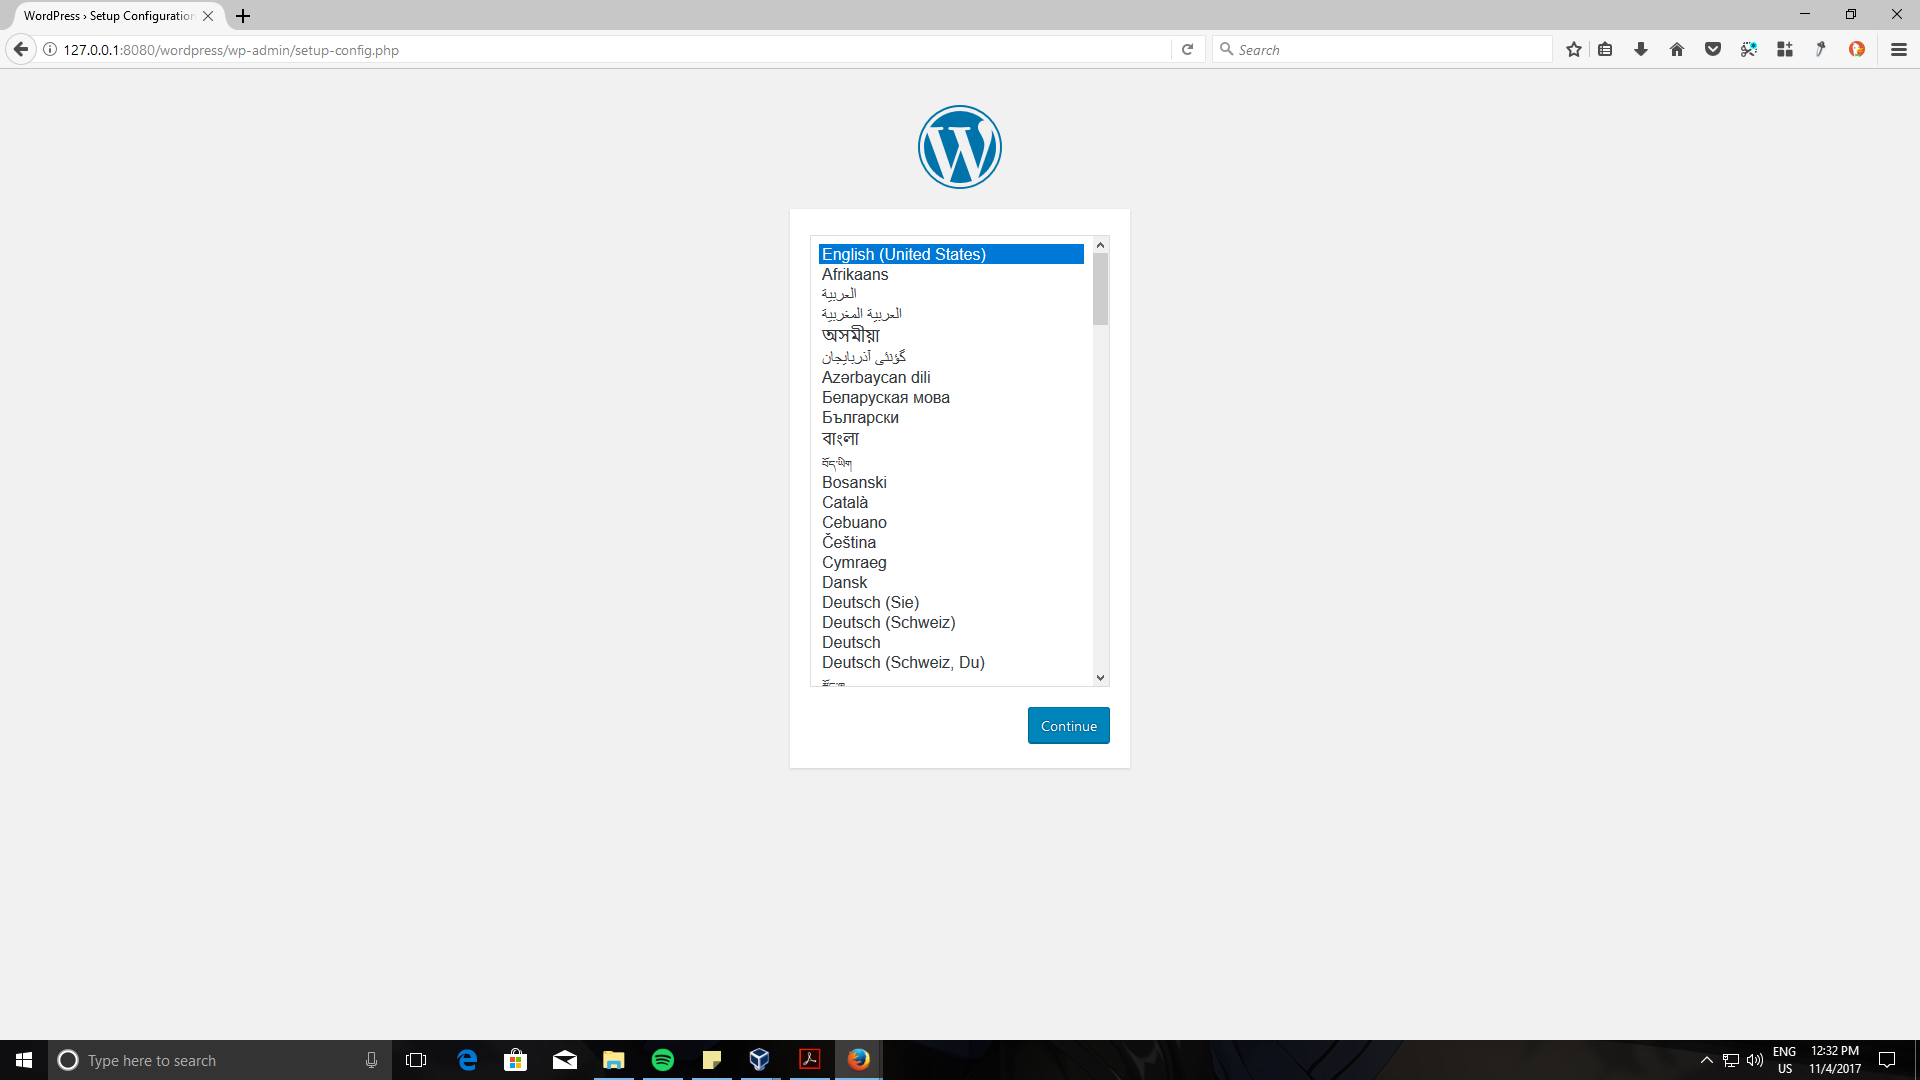 WordPress › Setup Configuration
127.0.0.1:8080/wordpress/wp-admin/setup-config.php
Search
English (United States)
Afrikaans
العربية
العربية المغربية
অসমীয়া
گؤنئی آذربایجان
Azərbaycan dili
Беларуская мова
Български
বাংলা
བོད་ཡིག
Bosanski
Català
Cebuano
Čeština
Cymraeg
Dansk
Deutsch (Sie)
Deutsch (Schweiz)
Deutsch
Deutsch (Schweiz, Du)
Continue
Type here to search
ENG
US
12:32 PM
11/4/2017